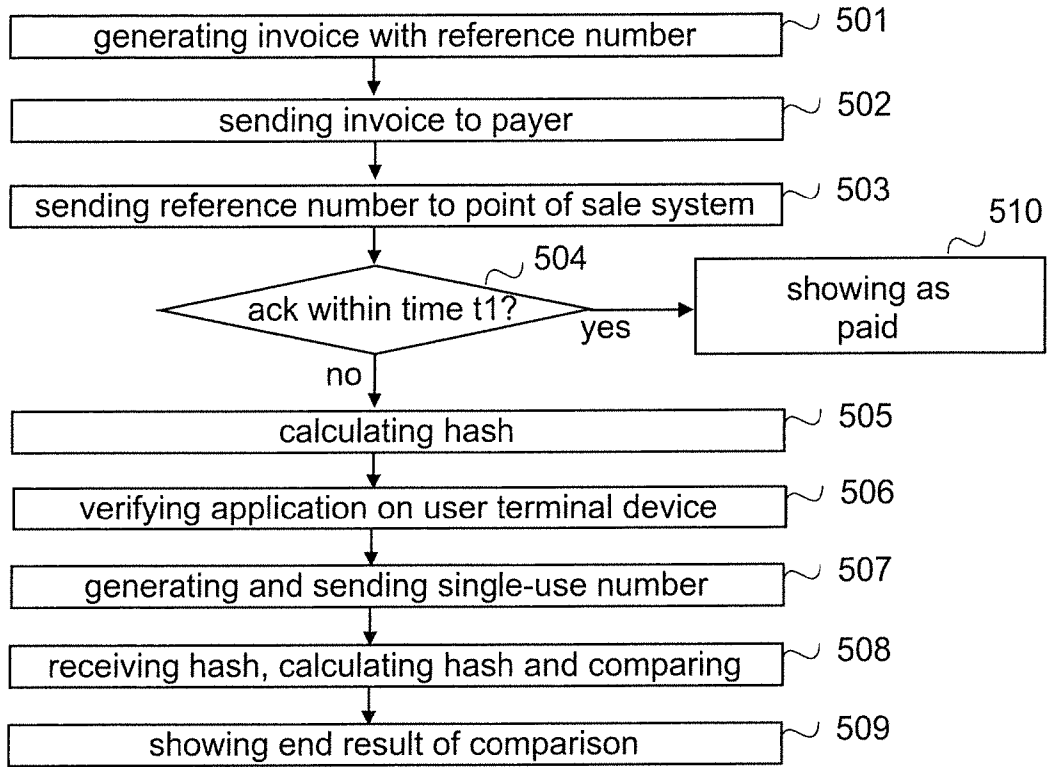 generating invoice with reference number
501
sending invoice to payer
502
sending reference number to point of sale system
503
ack within time t1?
504
yes
no
showing as
paid
510
calculating hash
505
verifying application on user terminal device
506
generating and sending single-use number
507
receiving hash, calculating hash and comparing
508
showing end result of comparison
509